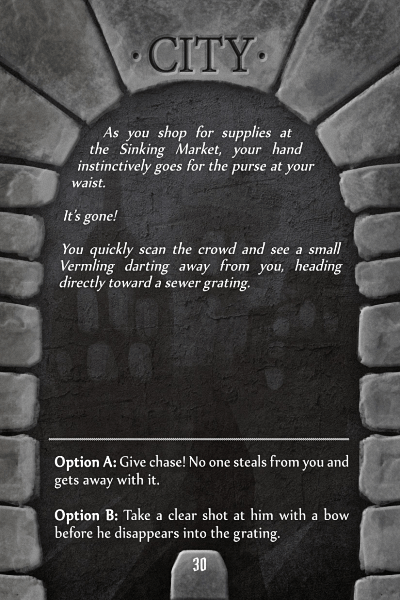 · CITY ·
As you shop for supplies at
the Sinking Market, your hand
instinctively goes for the purse at your
waist.
It's gone!
You quickly scan the crowd and see a small
Vermling darting away from you, heading
directly toward a sewer grating.
Option A: Give chase! No one steals from you and
gets away with it.
Option B: Take a clear shot at him with a bow
before he disappears into the grating.
30